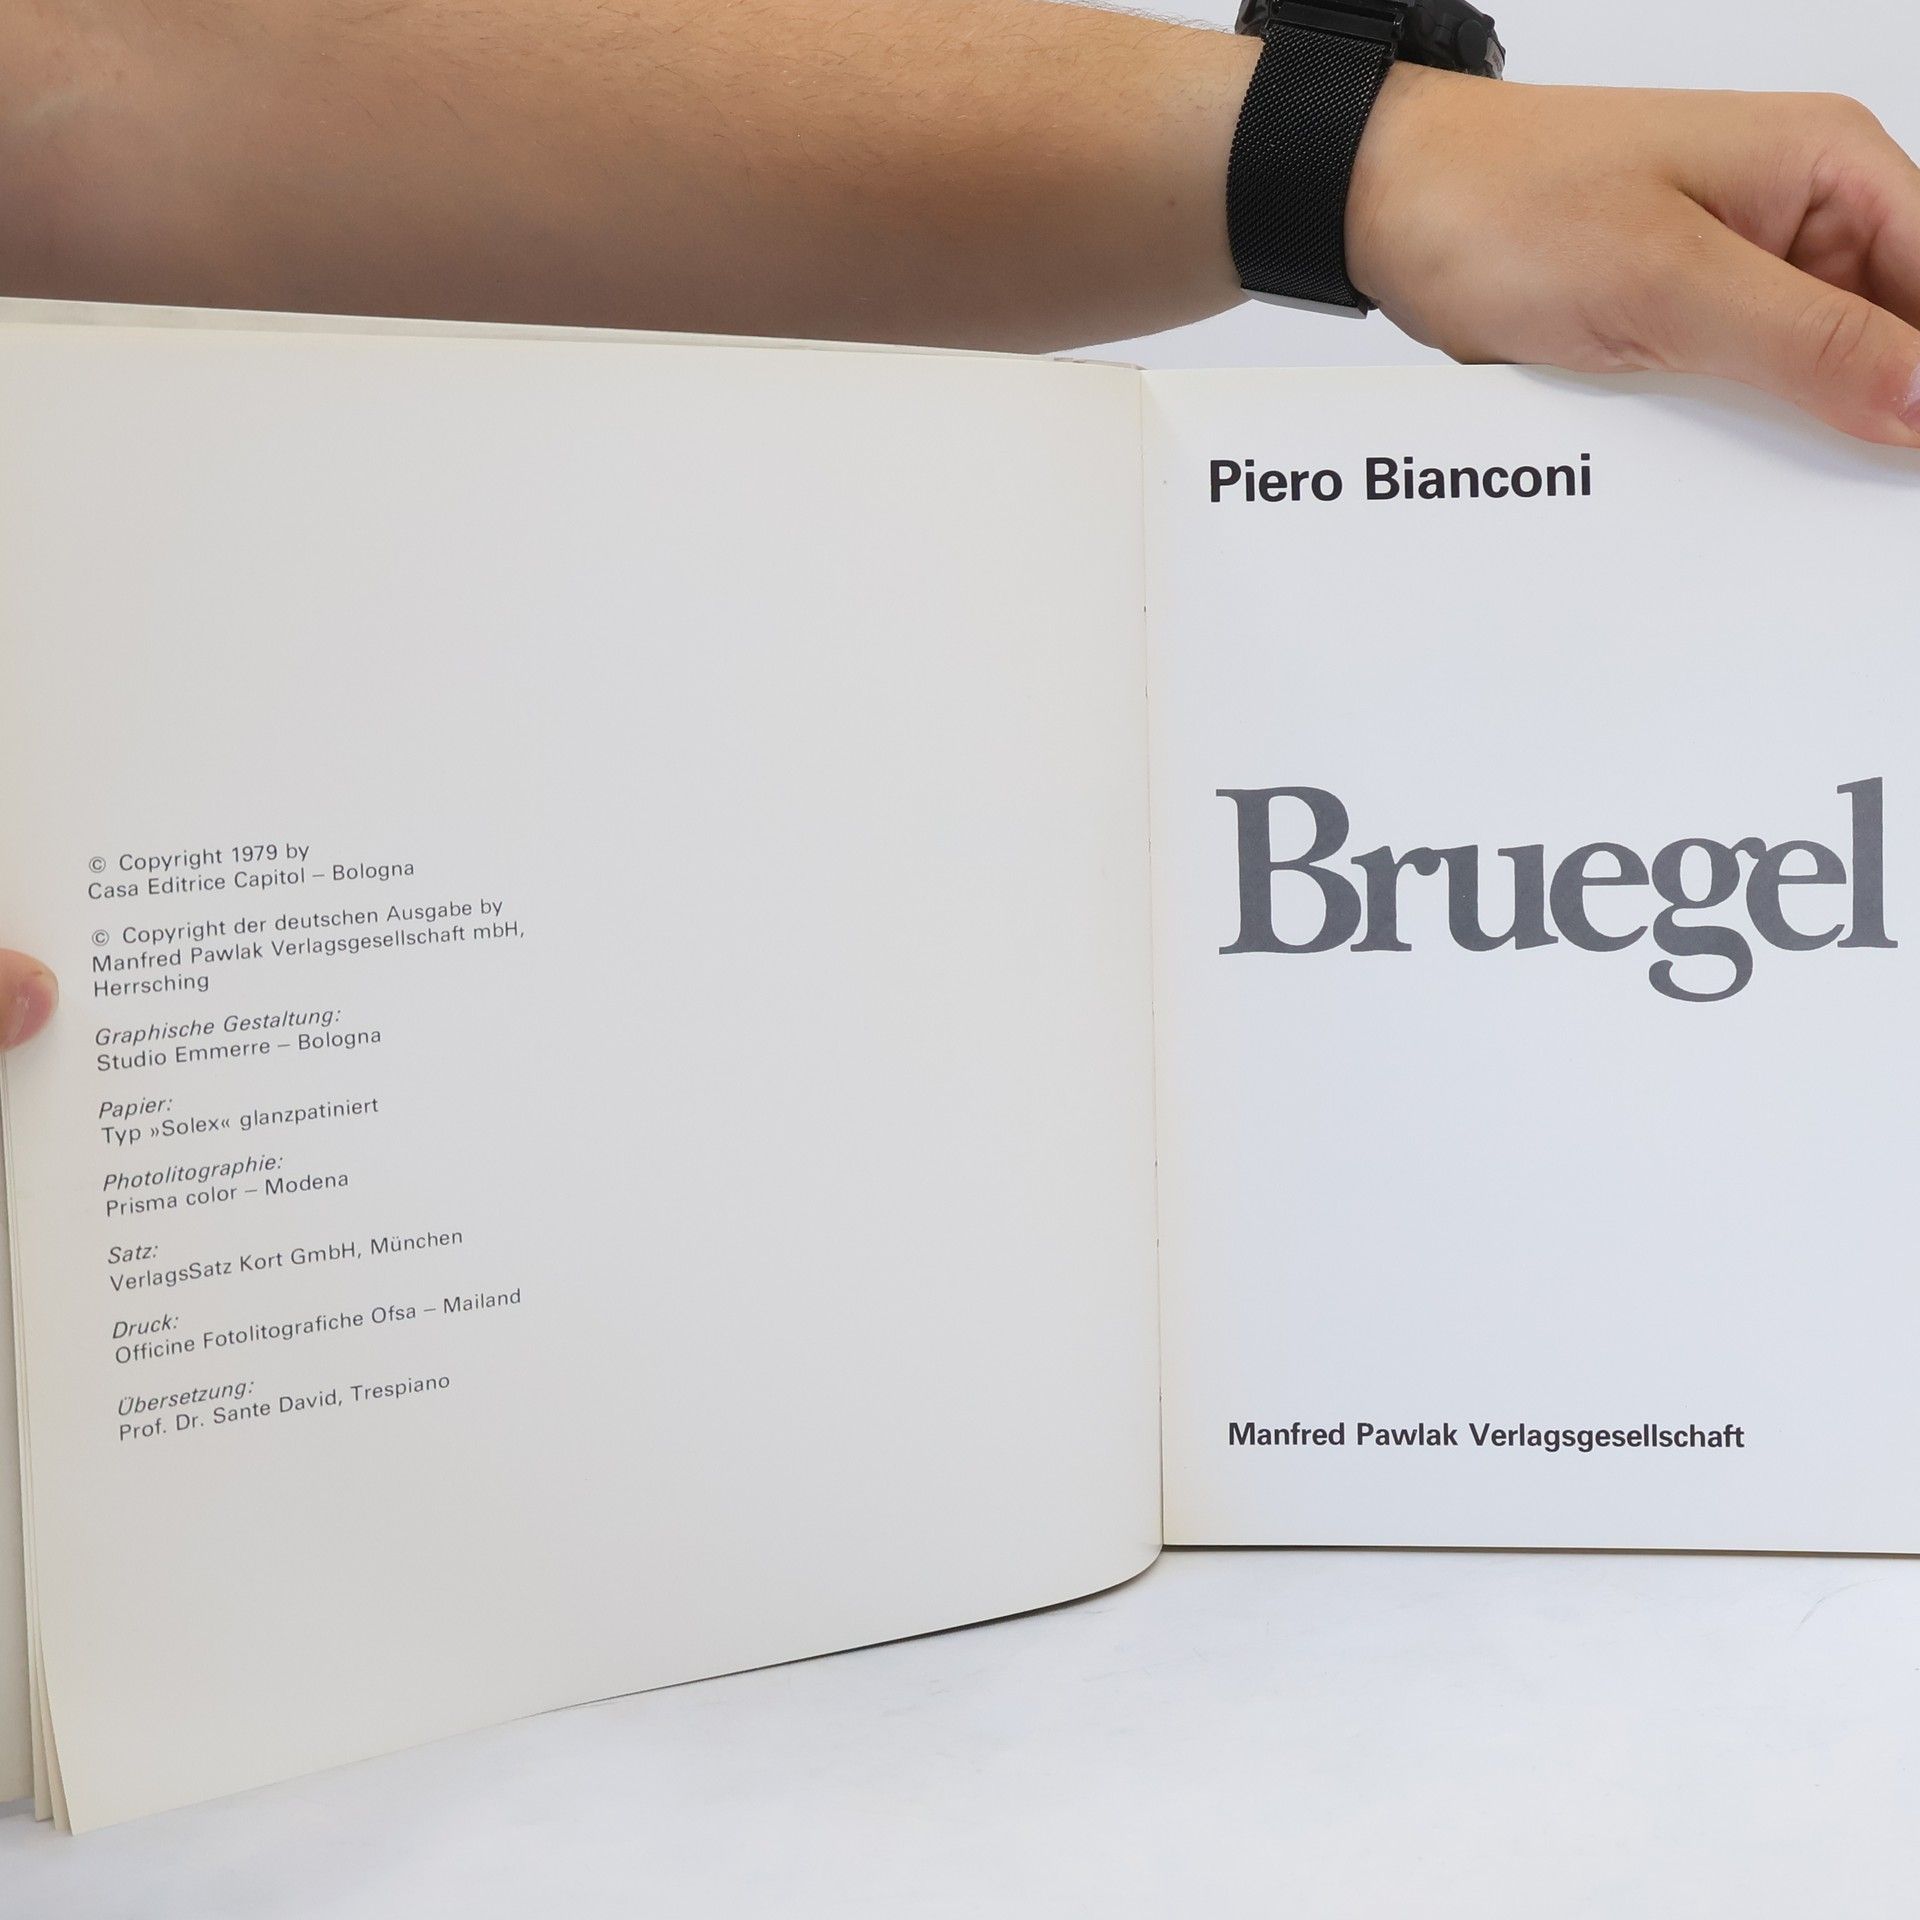 © Copyright 1979 by
Casa Editrice Capitol – Bologna
© Copyright der deutschen Ausgabe by
Manfred Pawlak Verlagsgesellschaft mbH,
Herrsching
Graphische Gestaltung:
Studio Emmerre – Bologna
Papier:
Typ »Solex« glanzpatiniert
Photolitographie:
Prisma color – Modena
Satz:
VerlagsSatz Kort GmbH, München
Druck:
Officine Fotolitografiche Ofsa – Mailand
Übersetzung:
Prof. Dr. Sante David, Trespiano
Piero Bianconi
Bruegel
Manfred Pawlak Verlagsgesellschaft